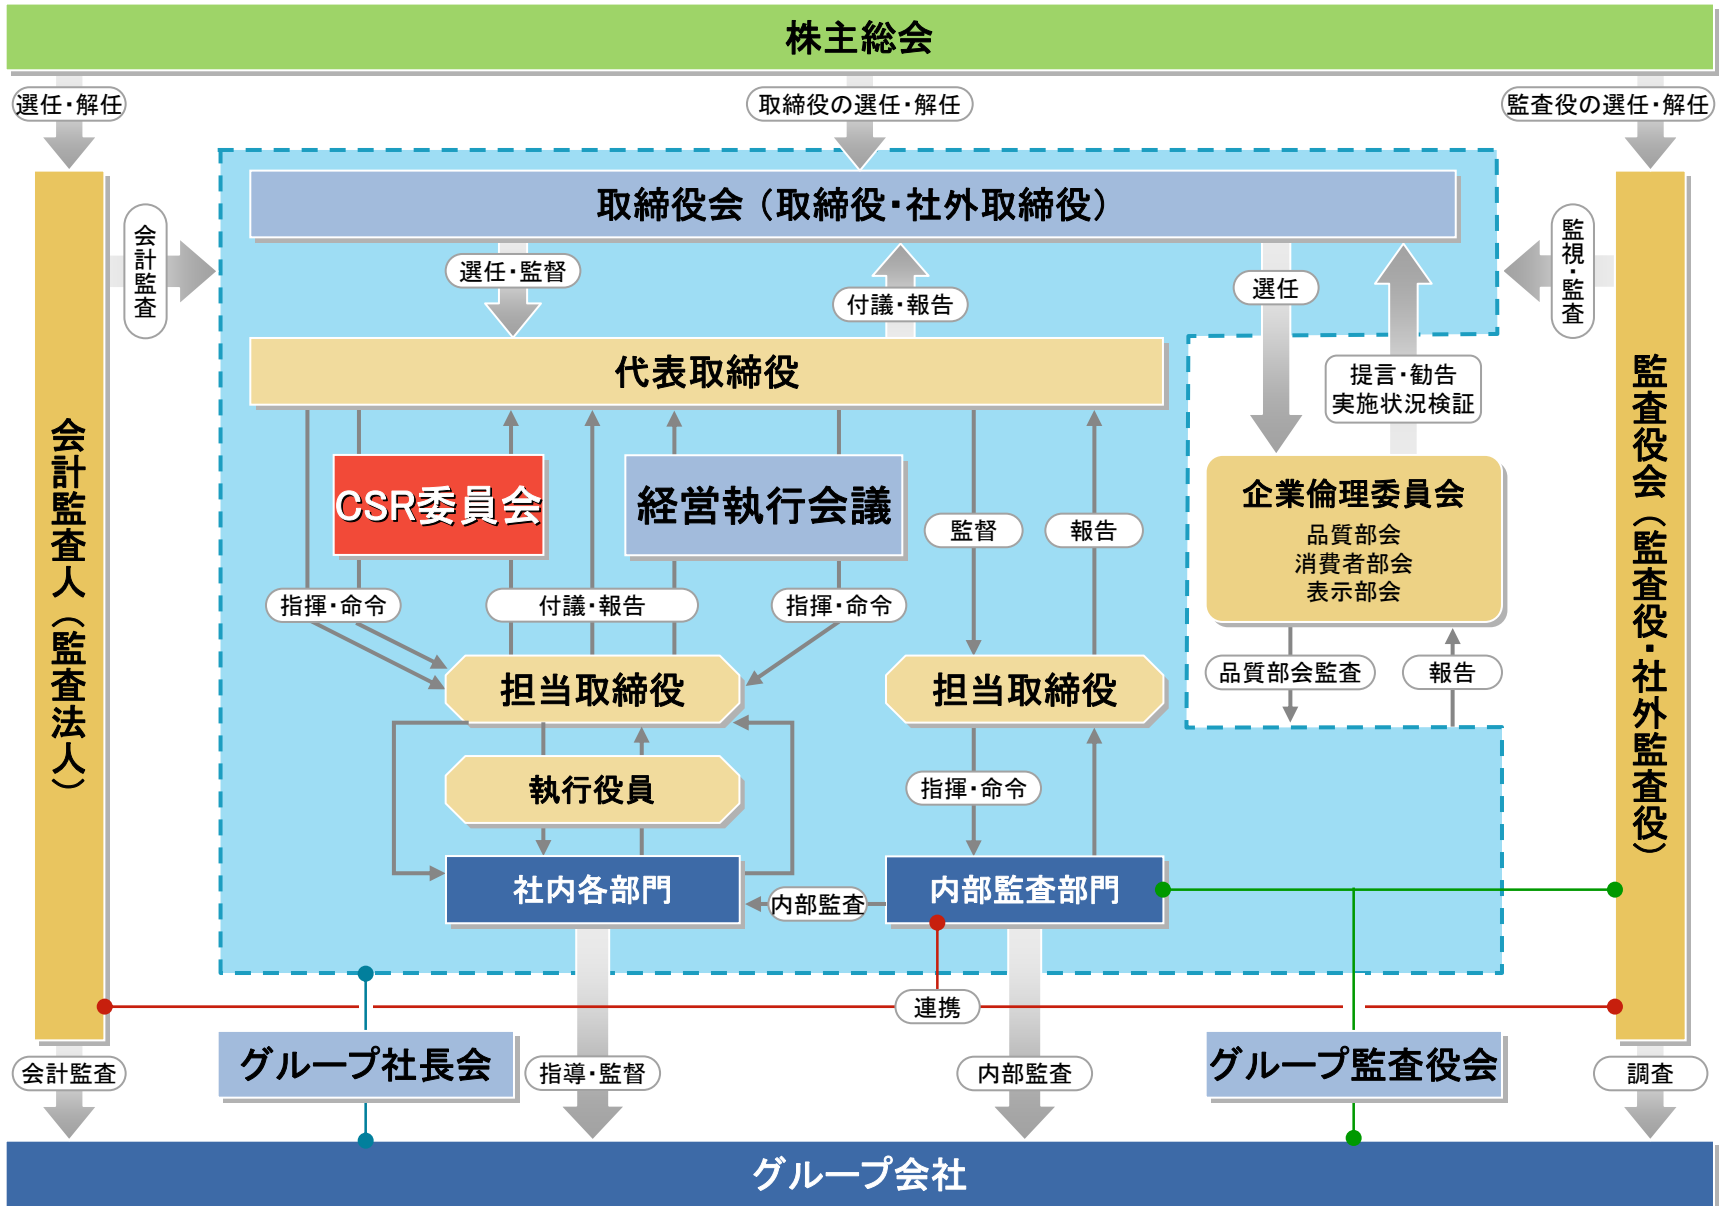 株主総会
選任・解任
取締役の選任・解任
監査役の選任・解任
取締役会（取締役・社外取締役）
会計監査
監視・監査
選任・監督
付議・報告
選任
提言・勧告
実施状況検証
代表取締役
会計監査人（監査法人）
監査役会（監査役・社外監査役）
CSR委員会
経営執行会議
監督
報告
企業倫理委員会
品質部会
消費者部会
表示部会
指揮・命令
付議・報告
指揮・命令
担当取締役
担当取締役
品質部会監査
報告
執行役員
指揮・命令
社内各部門
内部監査
内部監査部門
連携
グループ社長会
グループ監査役会
会計監査
指導・監督
内部監査
調査
グループ会社